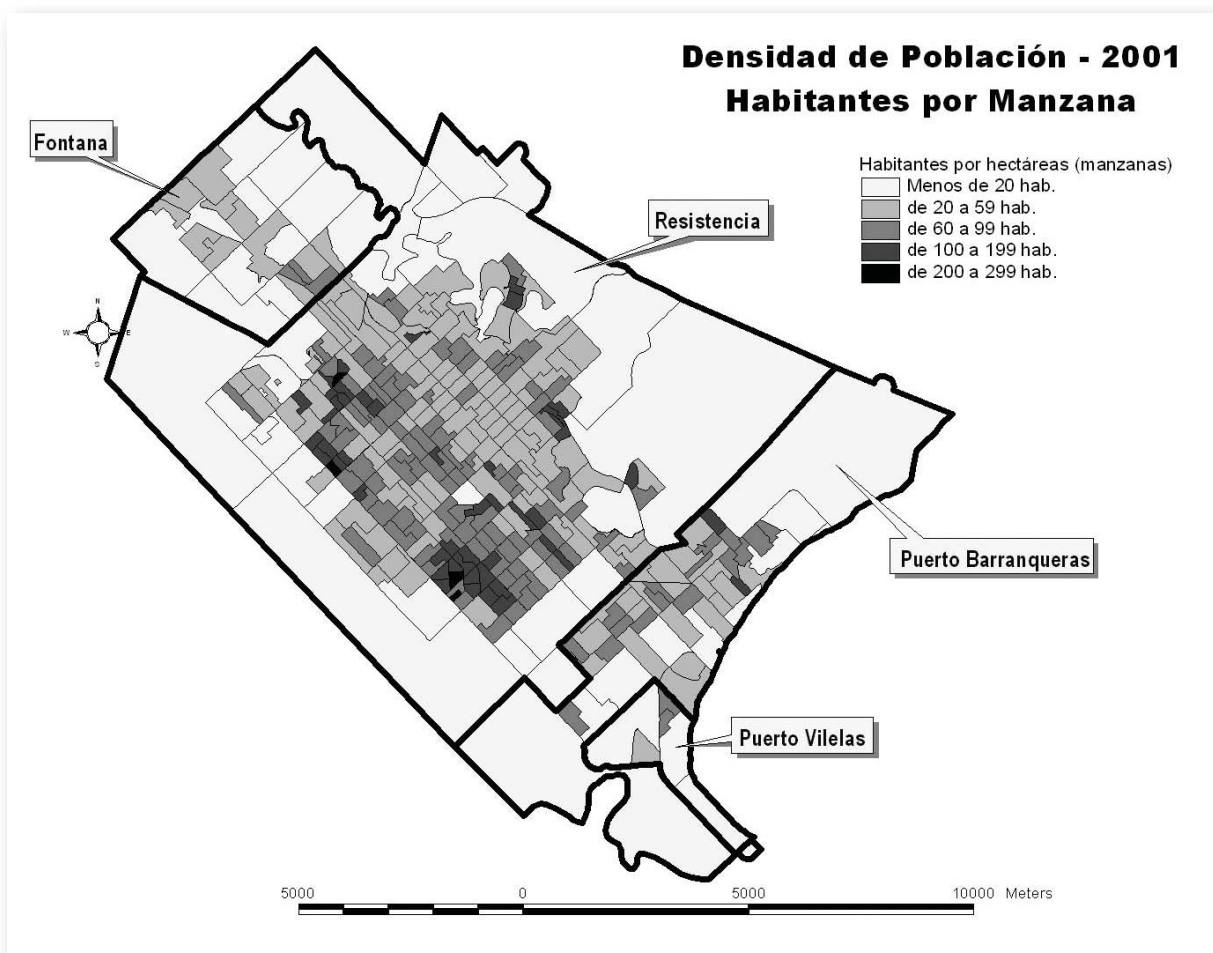 Densidad de Población - 2001
Habitantes por Manzana
Fontana
Habitantes por hectáreas (manzanas)
Menos de 20 hab.
de 20 a 59 hab.
de 60 a 99 hab.
de 100 a 199 hab.
de 200 a 299 hab.
Resistencia
N
W E
S
Puerto Barranqueras
Puerto Vilelas
5000 0 5000 10000 Meters